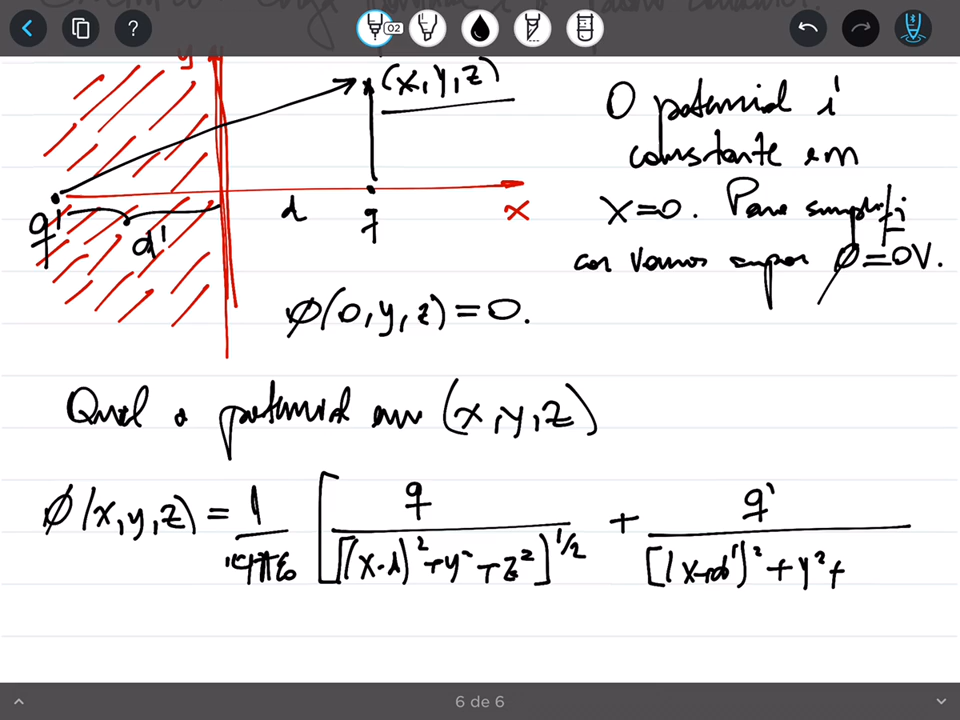 02
?
y
(x,y,z)
O potencial é
constante em
x=0. Para simplifi
car vamos supor ϕ=0V.
q'
d'
d
q
x
ϕ(0,y,z)=0.
Qual o potencial em (x,y,z)
ϕ(x,y,z) = 1/4πε₀ [ q/[(x-d)²+y²+z²]^1/2 + q'/[(x+d')²+y²+
6 de 6